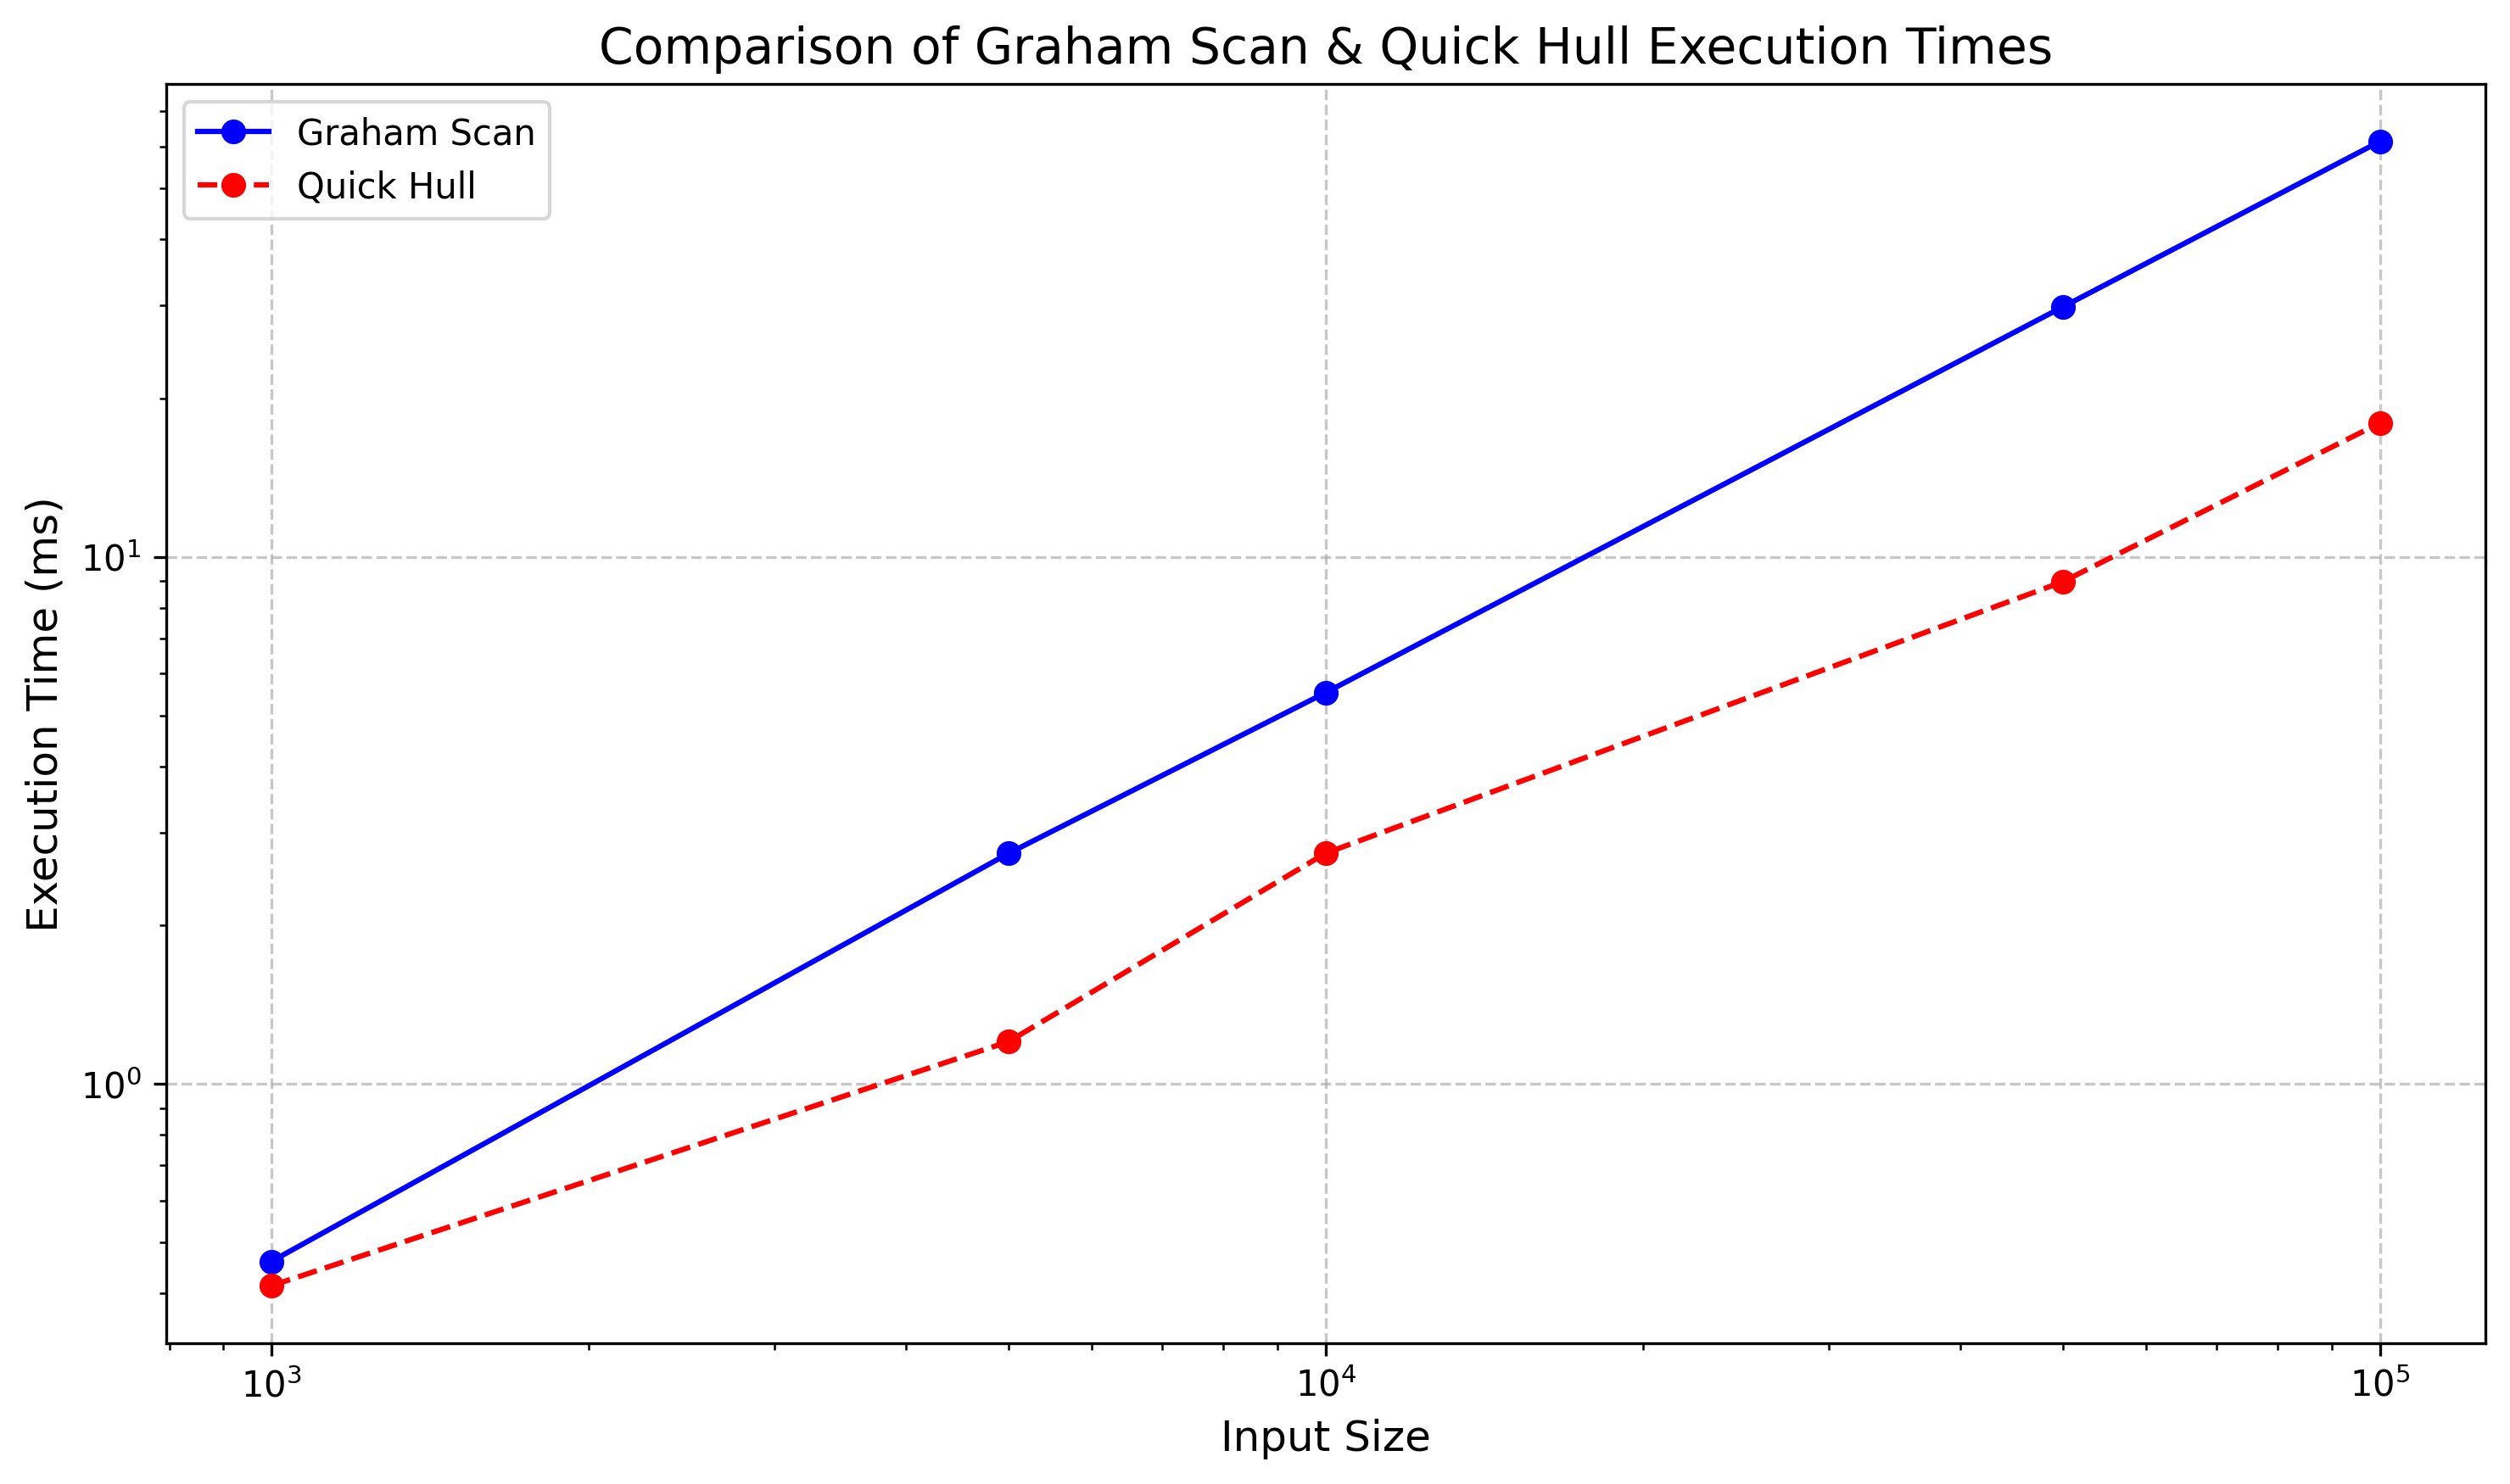 Comparison of Graham Scan & Quick Hull Execution Times
Graham Scan
Quick Hull
Execution Time (ms)
10¹
10⁰
10³
10⁴
10⁵
Input Size